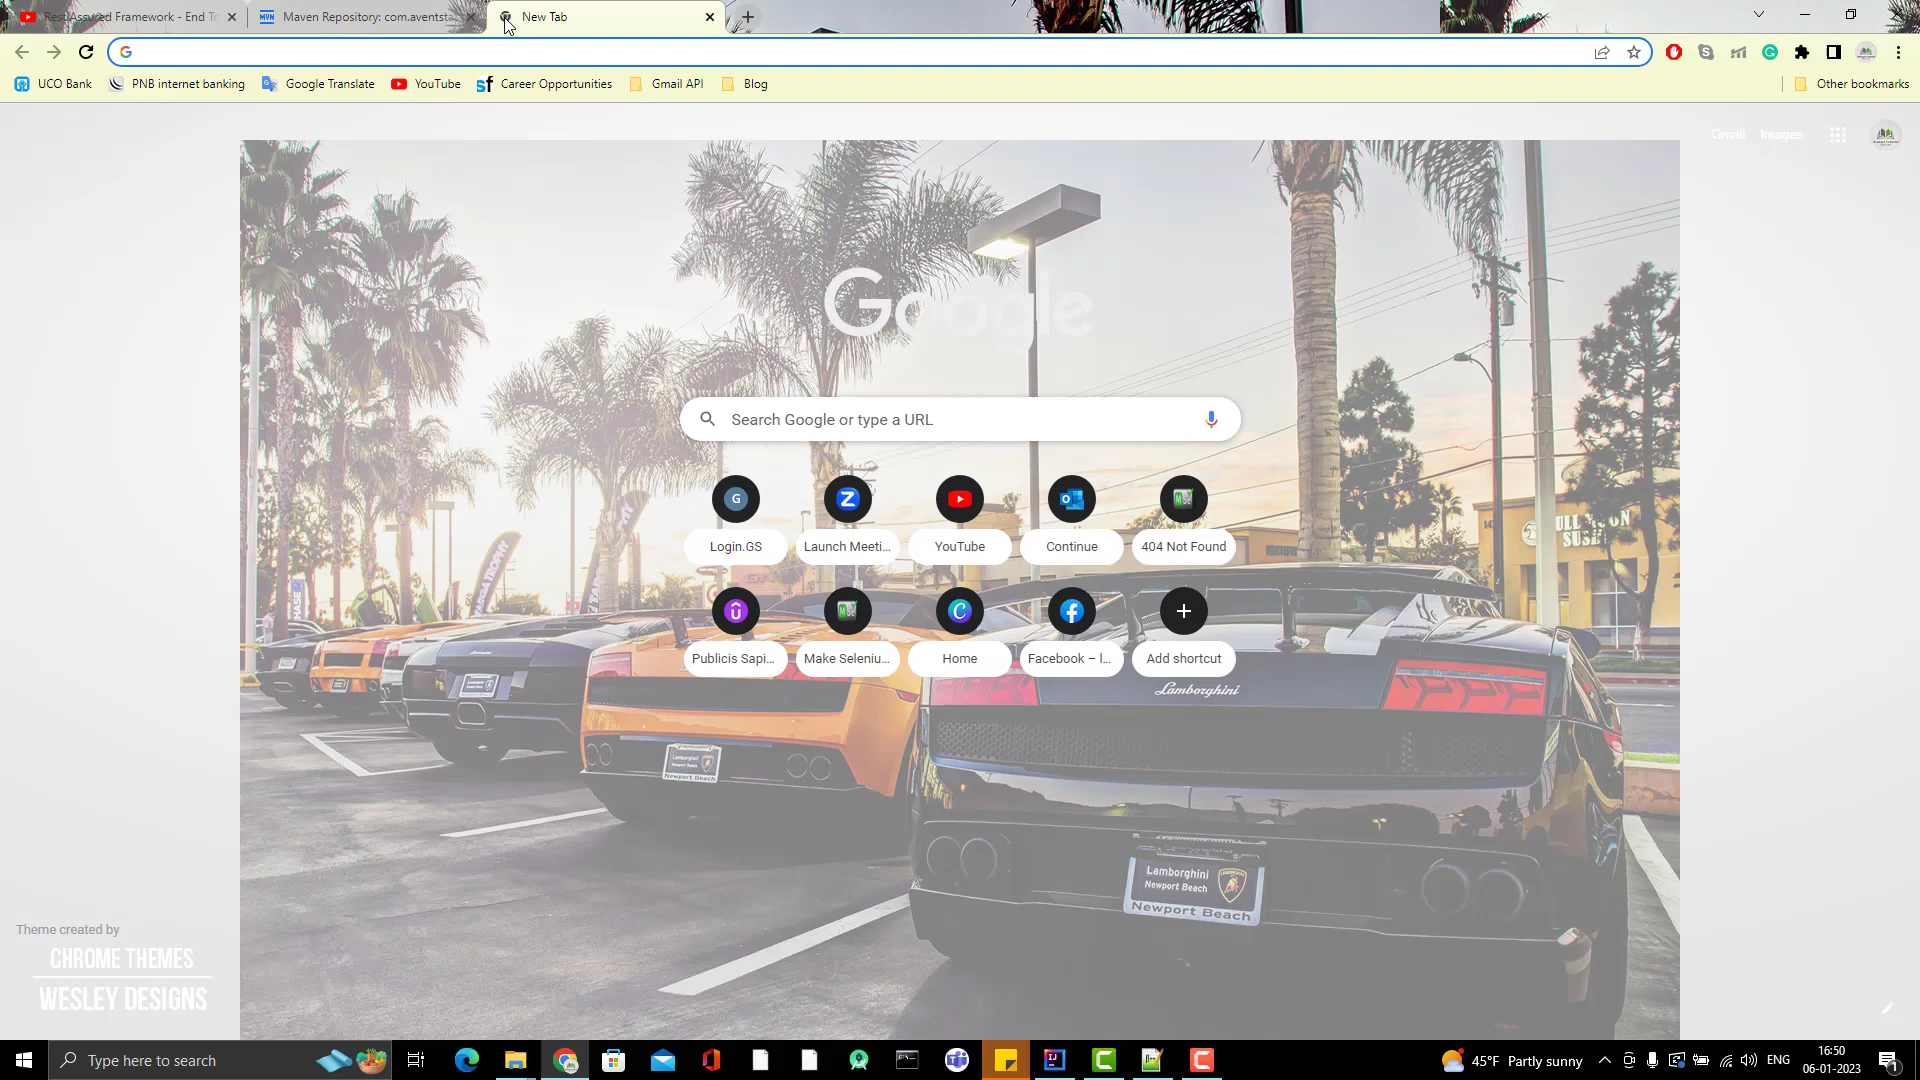 Rest Assured Framework - End To
Maven Repository: com.aventsta
New Tab
UCO Bank
PNB internet banking
Google Translate
YouTube
Career Opportunities
Gmail API
Blog
Other bookmarks
Gmail
Images
Google
Search Google or type a URL
Login.GS
Launch Meeti...
YouTube
Continue
404 Not Found
Publicis Sapi...
Make Seleniu...
Home
Facebook – l...
Add shortcut
Lamborghini
Lamborghini
Newport Beach
Lamborghini
Newport Beach
Newport Beach
Theme created by
CHROME THEMES
WESLEY DESIGNS
Type here to search
45°F Partly sunny
ENG
16:50
06-01-2023